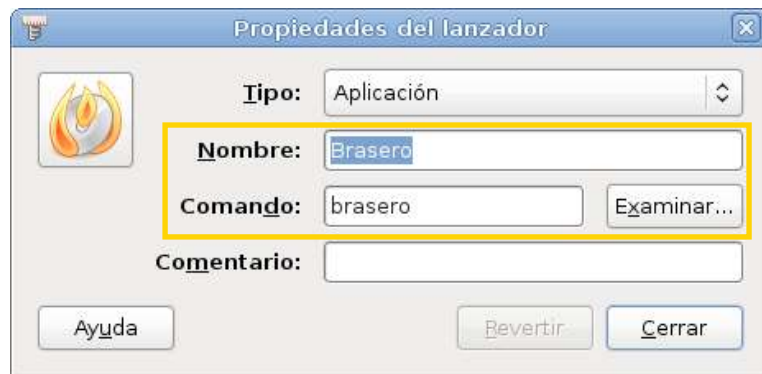 Propiedades del lanzador
Tipo: Aplicación
Nombre: Brasero
Comando: brasero Examinar...
Comentario:
Ayuda Revertir Cerrar